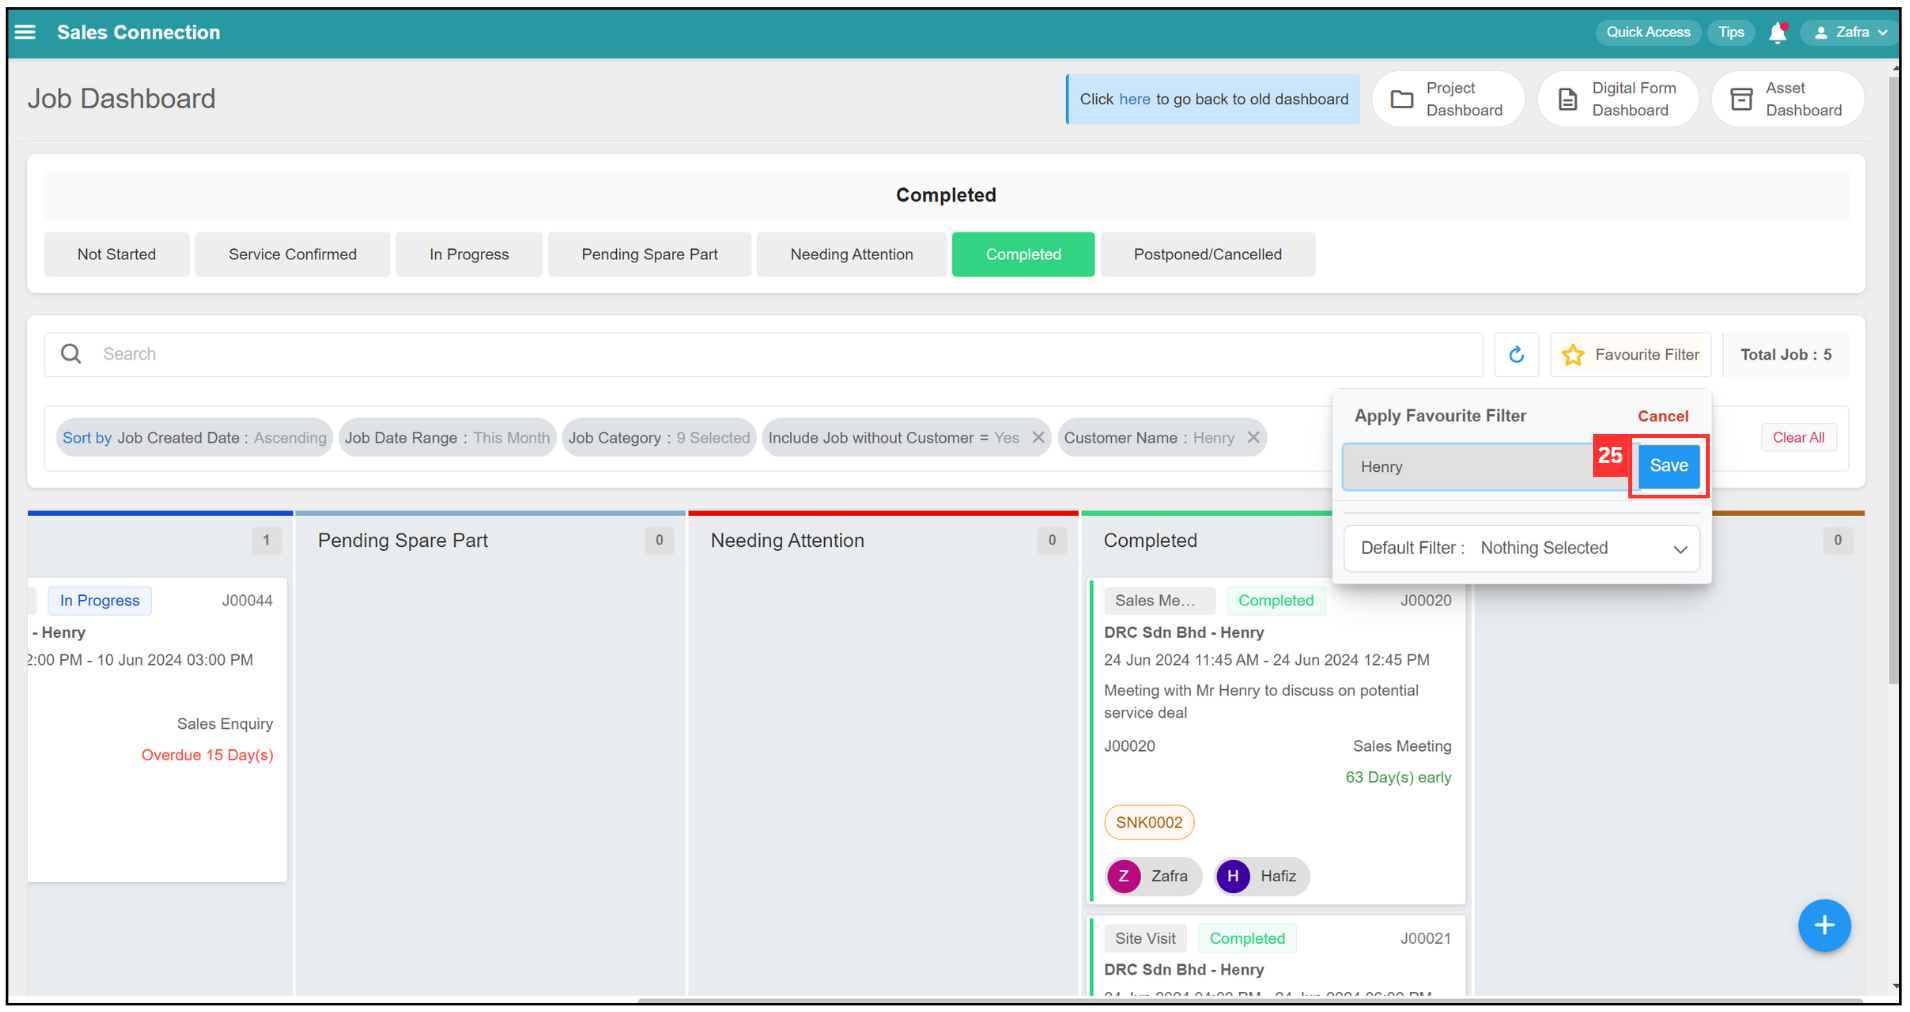 Sales Connection
Quick Access
Tips
Zafra
Job Dashboard
Click here to go back to old dashboard
Project
Dashboard
Digital Form
Dashboard
Asset
Dashboard
Completed
Not Started
Service Confirmed
In Progress
Pending Spare Part
Needing Attention
Completed
Postponed/Cancelled
Search
Favourite Filter
Total Job : 5
Sort by Job Created Date : Ascending
Job Date Range : This Month
Job Category : 9 Selected
Include Job without Customer = Yes
Customer Name : Henry
Clear All
Apply Favourite Filter
Cancel
Henry
25
Save
Default Filter : Nothing Selected
1
Pending Spare Part
0
Needing Attention
0
Completed
0
In Progress
J00044
- Henry
2:00 PM - 10 Jun 2024 03:00 PM
Sales Enquiry
Overdue 15 Day(s)
Sales Me...
Completed
J00020
DRC Sdn Bhd - Henry
24 Jun 2024 11:45 AM - 24 Jun 2024 12:45 PM
Meeting with Mr Henry to discuss on potential
service deal
J00020
Sales Meeting
63 Day(s) early
SNK0002
Z
Zafra
H
Hafiz
Site Visit
Completed
J00021
DRC Sdn Bhd - Henry